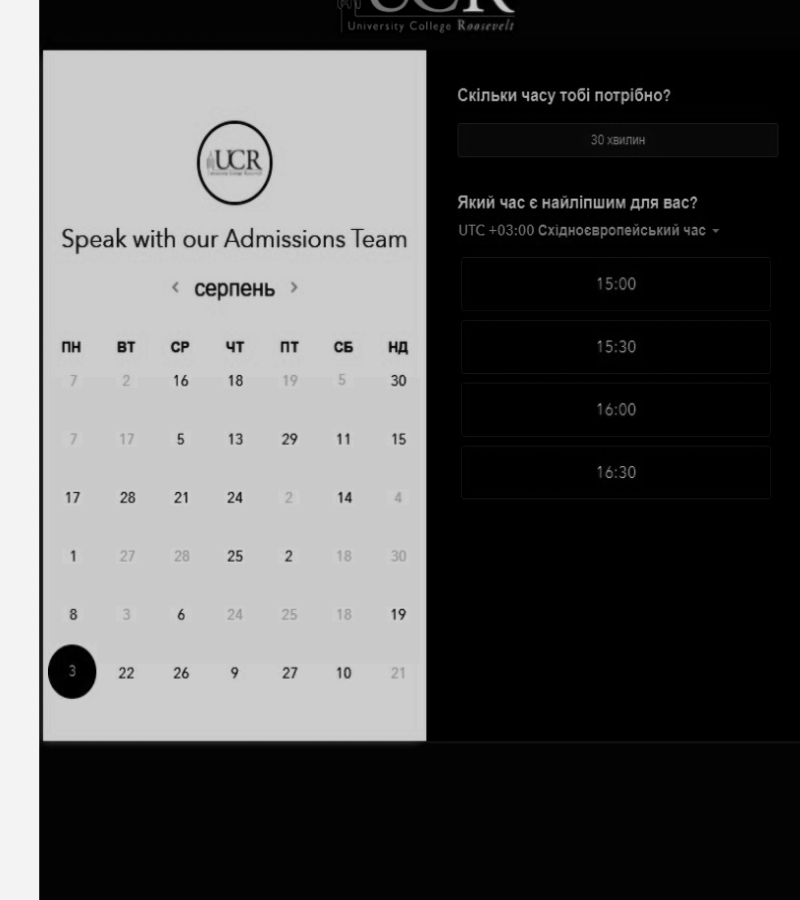 UCR
University College Roosevelt
UCR
Speak with our Admissions Team
‹ серпень ›
ПН ВТ СР ЧТ ПТ СБ НД
7 2 16 18 19 5 30
7 17 5 13 29 11 15
17 28 21 24 2 14 4
1 27 28 25 2 18 30
8 3 6 24 25 18 19
3 22 26 9 27 10 21
Скільки часу тобі потрібно?
30 хвилин
Який час є найліпшим для вас?
UTC +03:00 Східноєвропейський час
15:00
15:30
16:00
16:30